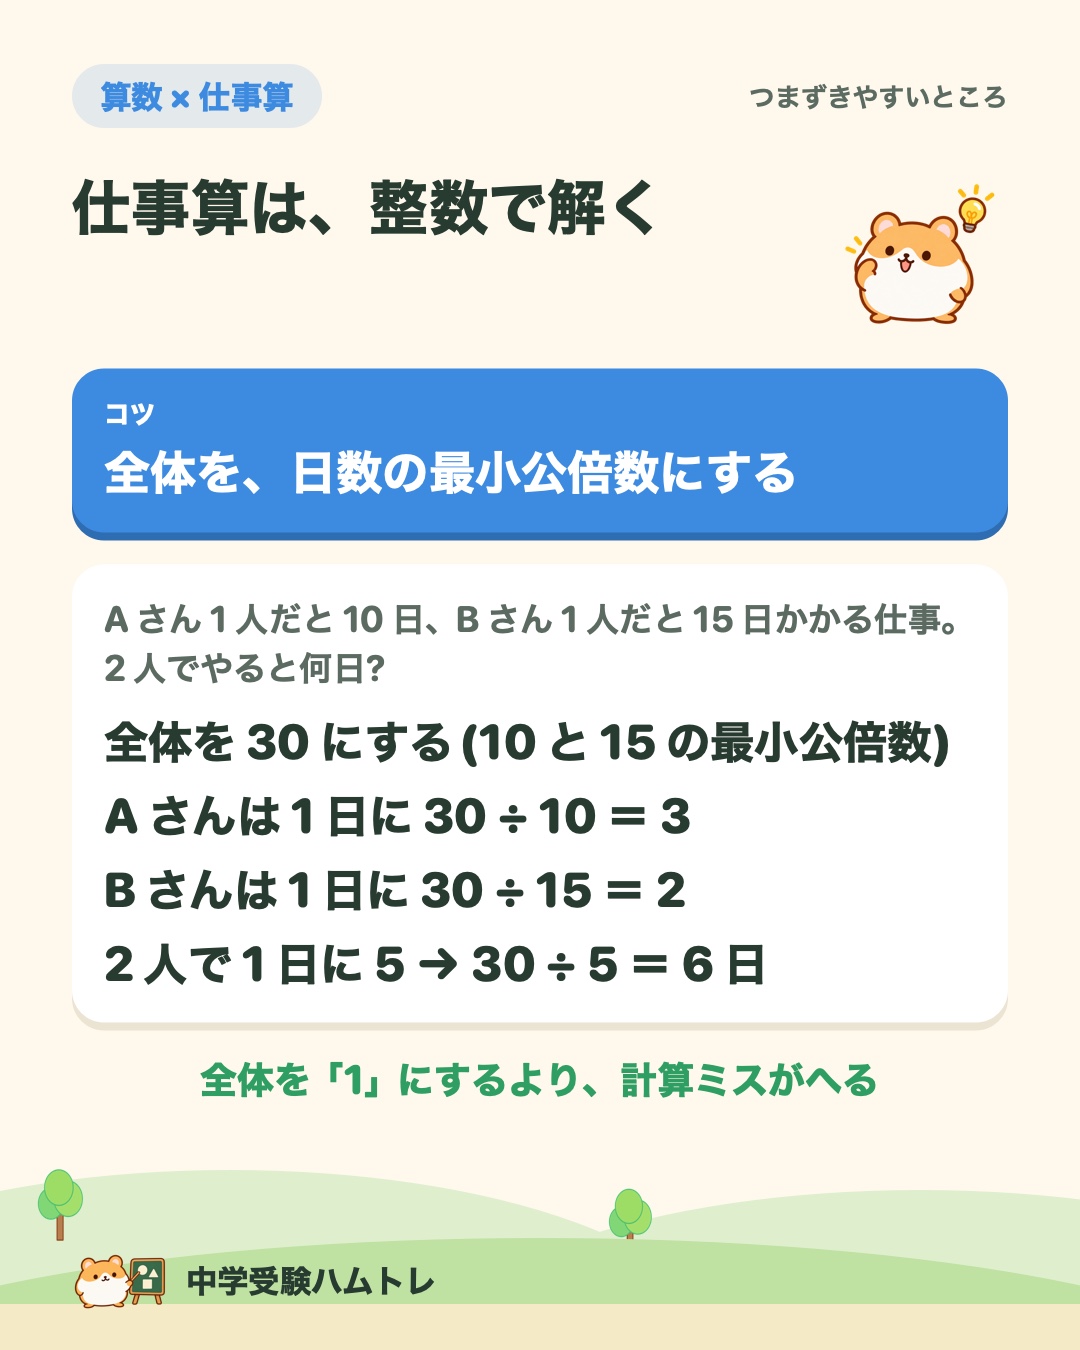 算数 × 仕事算
つまずきやすいところ
仕事算は、整数で解く
コツ
全体を、日数の最小公倍数にする
A さん 1 人だと 10 日、B さん 1 人だと 15 日かかる仕事。
2 人でやると何日?
全体を 30 にする (10 と 15 の最小公倍数)
A さんは 1 日に 30 ÷ 10 = 3
B さんは 1 日に 30 ÷ 15 = 2
2 人で 1 日に 5 → 30 ÷ 5 = 6 日
全体を「1」にするより、計算ミスがへる
中学受験ハムトレ